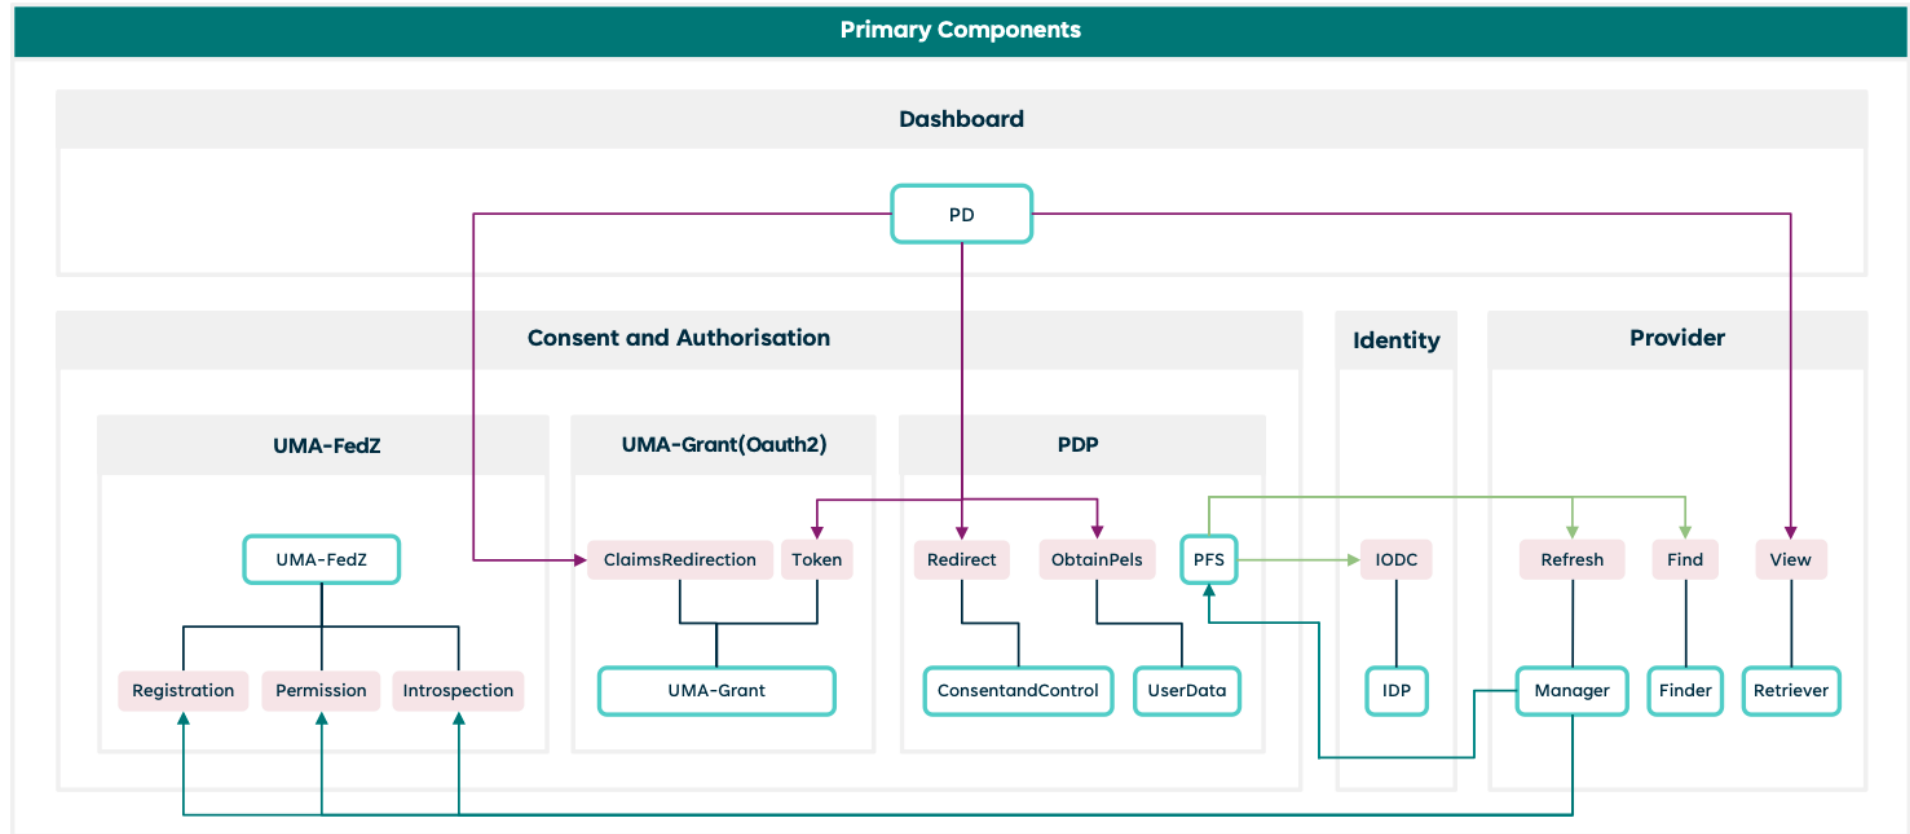 Primary Components
Dashboard
PD
Consent and Authorisation
Identity
Provider
UMA-FedZ
UMA-Grant(Oauth2)
PDP
UMA-FedZ
ClaimsRedirection
Token
Redirect
ObtainPels
PFS
IODC
Refresh
Find
View
Registration
Permission
Introspection
UMA-Grant
ConsentandControl
UserData
IDP
Manager
Finder
Retriever